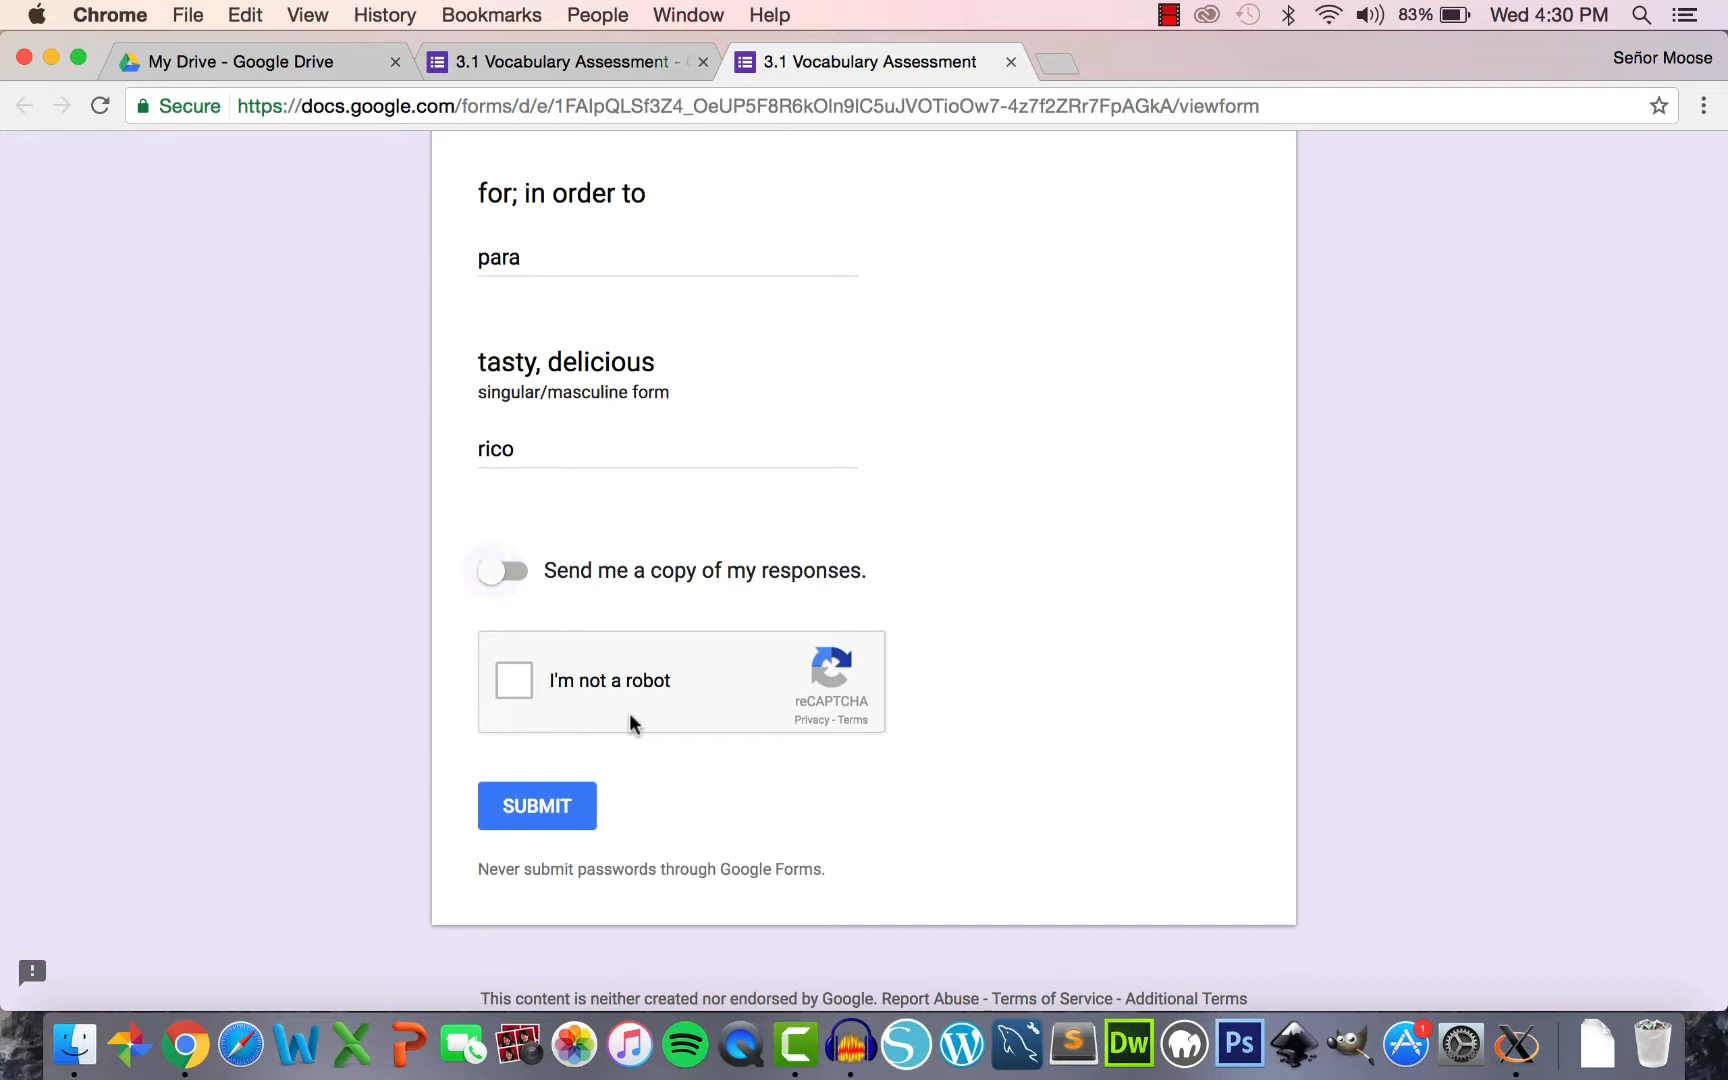 Chrome File Edit View History Bookmarks People Window Help 83% Wed 4:30 PM
My Drive - Google Drive 3.1 Vocabulary Assessment - 3.1 Vocabulary Assessment Señor Moose
Secure https://docs.google.com/forms/d/e/1FAIpQLSf3Z4_OeUP5F8R6kOIn9lC5uJVOTioOw7-4z7f2ZRr7FpAGkA/viewform
for; in order to
para
tasty, delicious
singular/masculine form
rico
Send me a copy of my responses.
I'm not a robot
reCAPTCHA
Privacy - Terms
SUBMIT
Never submit passwords through Google Forms.
This content is neither created nor endorsed by Google. Report Abuse - Terms of Service - Additional Terms
Dw Ps 1